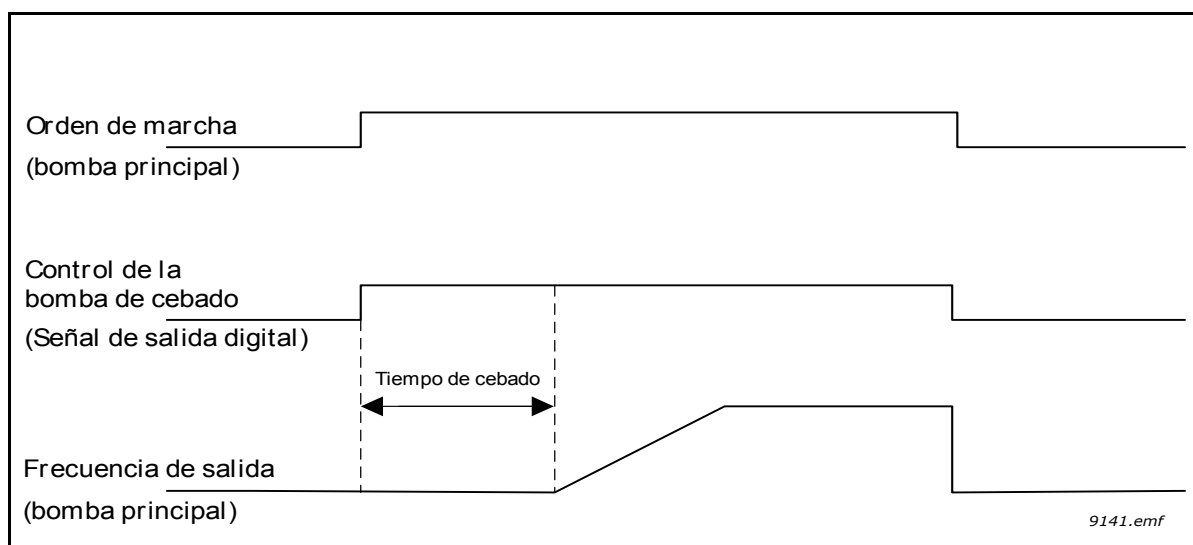 Orden de marcha
(bomba principal)
Control de la
bomba de cebado
(Señal de salida digital)
Tiempo de cebado
Frecuencia de salida
(bomba principal)
9141.emf